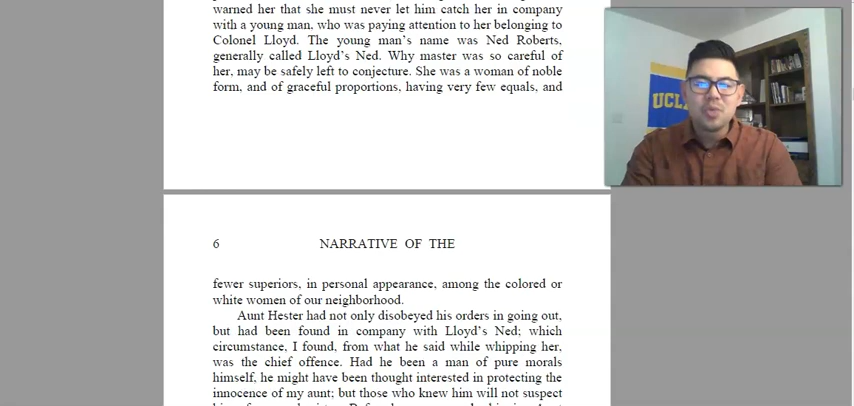 warned her that she must never let him catch her in company
with a young man, who was paying attention to her belonging to
Colonel Lloyd. The young man's name was Ned Roberts,
generally called Lloyd's Ned. Why master was so careful of
her, may be safely left to conjecture. She was a woman of noble
form, and of graceful proportions, having very few equals, and
UCL
6 NARRATIVE OF THE
fewer superiors, in personal appearance, among the colored or
white women of our neighborhood.
Aunt Hester had not only disobeyed his orders in going out,
but had been found in company with Lloyd's Ned; which
circumstance, I found, from what he said while whipping her,
was the chief offence. Had he been a man of pure morals
himself, he might have been thought interested in protecting the
innocence of my aunt; but those who knew him will not suspect